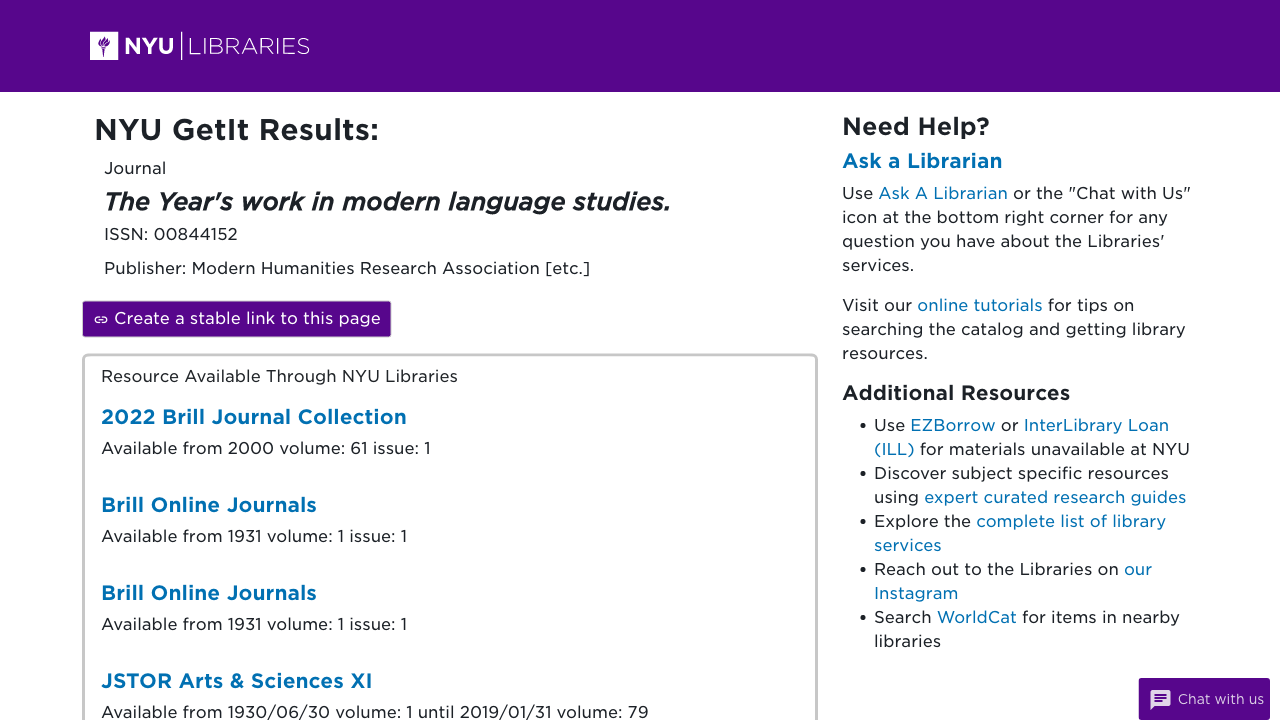 NYU LIBRARIES
NYU GetIt Results:
Journal
The Year's work in modern language studies.
ISSN: 00844152
Publisher: Modern Humanities Research Association [etc.]
Create a stable link to this page
Resource Available Through NYU Libraries
2022 Brill Journal Collection
Available from 2000 volume: 61 issue: 1
Brill Online Journals
Available from 1931 volume: 1 issue: 1
Brill Online Journals
Available from 1931 volume: 1 issue: 1
JSTOR Arts & Sciences XI
Available from 1930/06/30 volume: 1 until 2019/01/31 volume: 79
Need Help?
Ask a Librarian
Use Ask A Librarian or the "Chat with Us"
icon at the bottom right corner for any
question you have about the Libraries'
services.
Visit our online tutorials for tips on
searching the catalog and getting library
resources.
Additional Resources
• Use EZBorrow or InterLibrary Loan
(ILL) for materials unavailable at NYU
• Discover subject specific resources
using expert curated research guides
• Explore the complete list of library
services
• Reach out to the Libraries on our
Instagram
• Search WorldCat for items in nearby
libraries
Chat with us